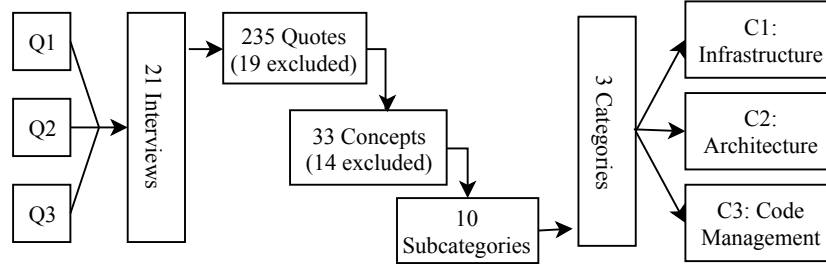 Q1
Q2
Q3
21 Interviews
235 Quotes
(19 excluded)
33 Concepts
(14 excluded)
10
Subcategories
3 Categories
C1:
Infrastructure
C2:
Architecture
C3: Code
Management